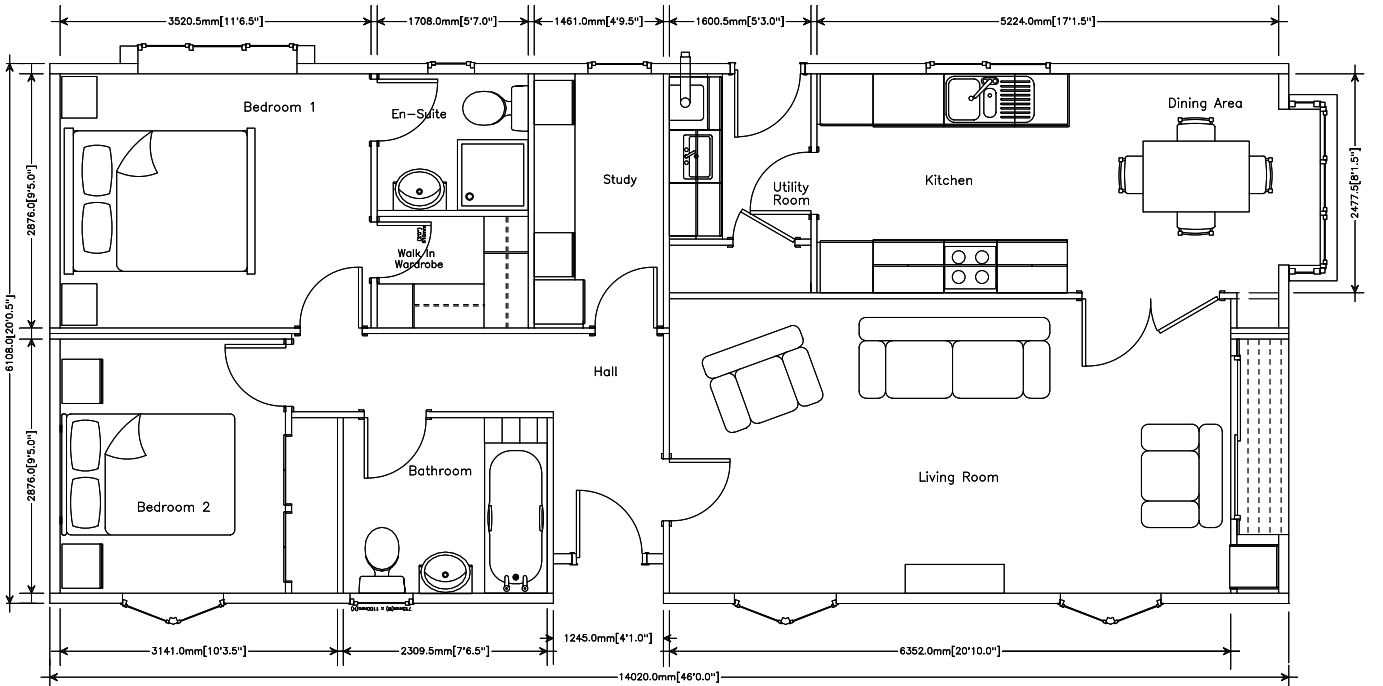 3520.5mm[11'6.5"]
1708.0mm[5'7.0"]
1461.0mm[4'9.5"]
1600.5mm[5'3.0"]
5224.0mm[17'1.5"]
Bedroom 1
En-Suite
Dining Area
Study
Utility
Room
Kitchen
2876.0[9'5.0"]
2477.5[8'1.5"]
Walk In
Wardrobe
6108.0[20'0.5"]
Hall
2876.0[9'5.0"]
Bathroom
Living Room
Bedroom 2
1245.0mm[4'1.0"]
3141.0mm[10'3.5"]
2309.5mm[7'6.5"]
6352.0mm[20'10.0"]
14020.0mm[46'0.0"]